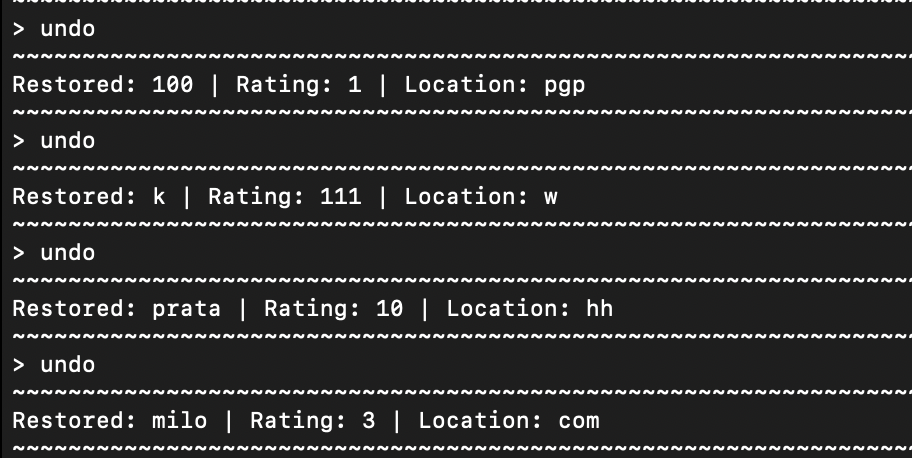 ~~~~~~~~~~~~~~~~~~~~~~~~~~~~~~~~~~~~~~~~~~~~~~~~~~~~~~~~~~~~~~~~~
> undo
~~~~~~~~~~~~~~~~~~~~~~~~~~~~~~~~~~~~~~~~~~~~~~~~~~~~~~~~~~~~~~~~~
Restored: 100 | Rating: 1 | Location: pgp
~~~~~~~~~~~~~~~~~~~~~~~~~~~~~~~~~~~~~~~~~~~~~~~~~~~~~~~~~~~~~~~~~
> undo
~~~~~~~~~~~~~~~~~~~~~~~~~~~~~~~~~~~~~~~~~~~~~~~~~~~~~~~~~~~~~~~~~
Restored: k | Rating: 111 | Location: w
~~~~~~~~~~~~~~~~~~~~~~~~~~~~~~~~~~~~~~~~~~~~~~~~~~~~~~~~~~~~~~~~~
> undo
~~~~~~~~~~~~~~~~~~~~~~~~~~~~~~~~~~~~~~~~~~~~~~~~~~~~~~~~~~~~~~~~~
Restored: prata | Rating: 10 | Location: hh
~~~~~~~~~~~~~~~~~~~~~~~~~~~~~~~~~~~~~~~~~~~~~~~~~~~~~~~~~~~~~~~~~
> undo
~~~~~~~~~~~~~~~~~~~~~~~~~~~~~~~~~~~~~~~~~~~~~~~~~~~~~~~~~~~~~~~~~
Restored: milo | Rating: 3 | Location: com
~~~~~~~~~~~~~~~~~~~~~~~~~~~~~~~~~~~~~~~~~~~~~~~~~~~~~~~~~~~~~~~~~